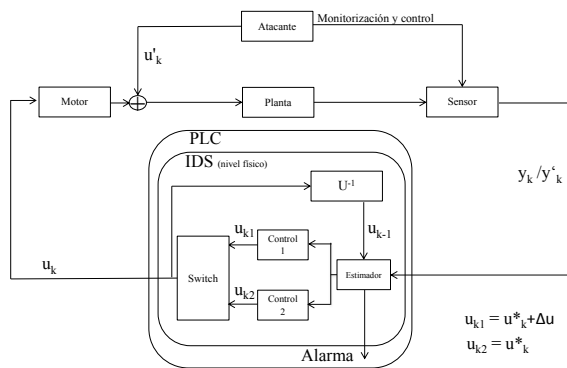 Atacante
Monitorización y control
u'k
Motor
Planta
Sensor
PLC
IDS (nivel físico)
U-1
yk /y‘k
uk1
Control 1
uk-1
Switch
Estimador
uk
uk2
Control 2
uk1 = u*k+Δu
uk2 = u*k
Alarma